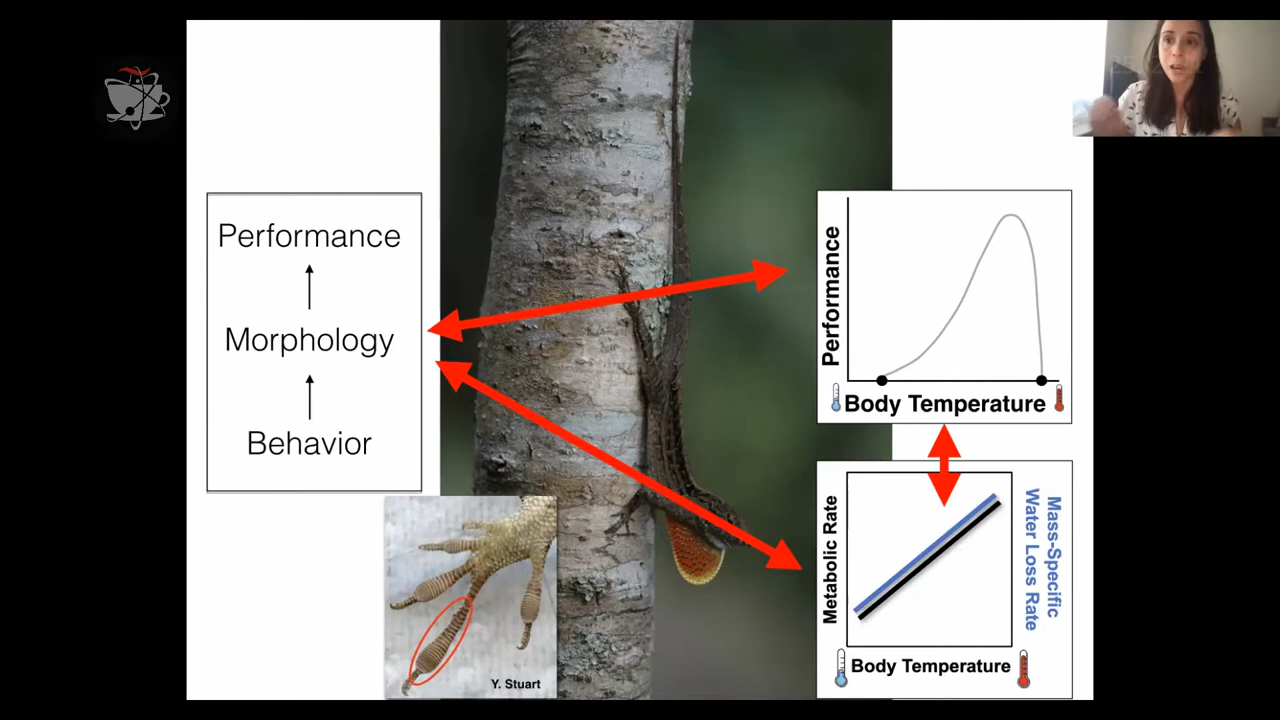 Performance
Morphology
Behavior
Y. Stuart
Performance
Body Temperature
Metabolic Rate
Mass-Specific
Water Loss Rate
Body Temperature